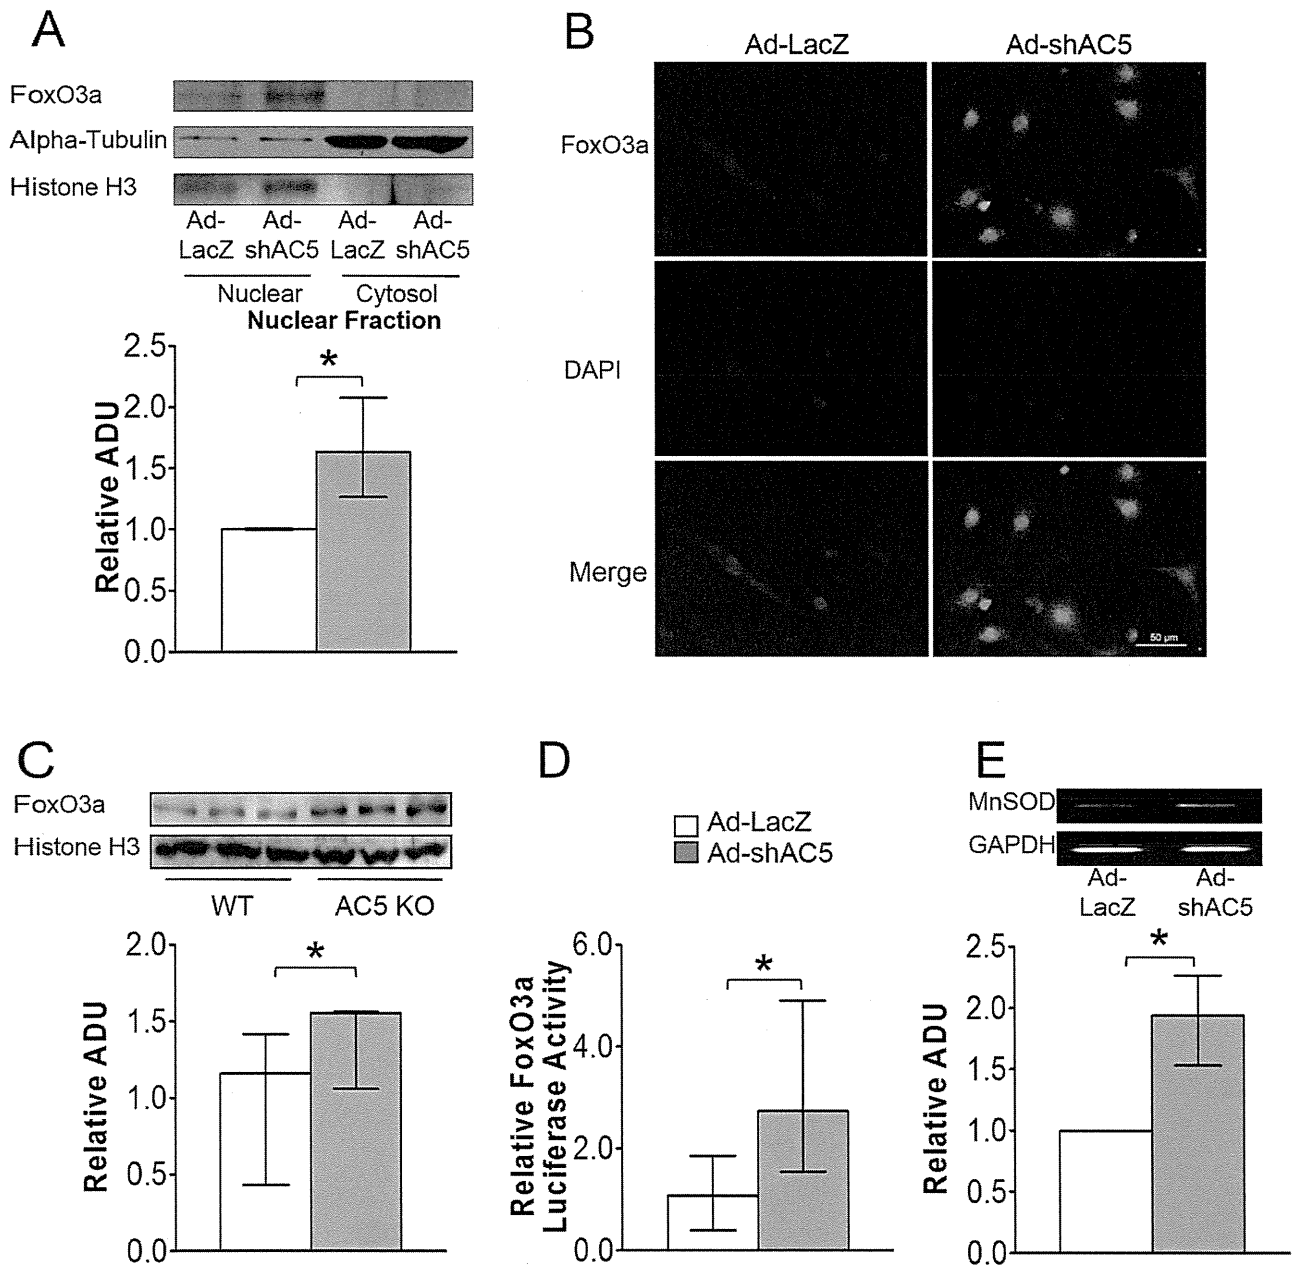 A
FoxO3a
Alpha-Tubulin
Histone H3
Ad-
LacZ
Ad-
shAC5
Ad-
LacZ
Ad-
shAC5
Nuclear
Cytosol
Nuclear Fraction
Relative ADU
2.5
2.0
1.5
1.0
0.5
0.0
*
B
Ad-LacZ
Ad-shAC5
FoxO3a
DAPI
Merge
50 µm
C
FoxO3a
Histone H3
WT
AC5 KO
Relative ADU
2.0
1.5
1.0
0.5
0.0
*
D
Ad-LacZ
Ad-shAC5
Relative FoxO3a
Luciferase Activity
6.0
4.0
2.0
0.0
*
E
MnSOD
GAPDH
Ad-
LacZ
Ad-
shAC5
Relative ADU
2.5
2.0
1.5
1.0
0.5
0.0
*